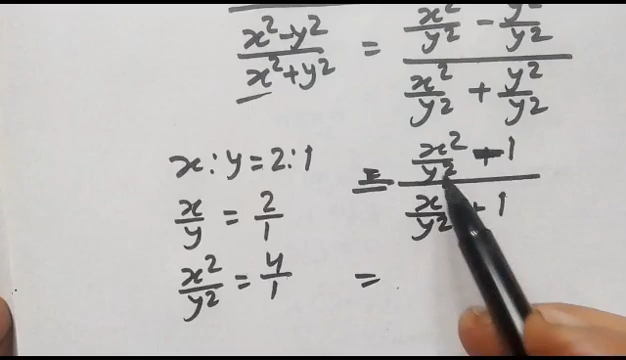 (x²-y²)/(x²+y²) = (x²/y² - y²/y²)/(x²/y² + y²/y²)
x:y=2:1
= (x²/y² - 1)/(x/y² + 1)
x/y = 2/1
x²/y² = 4/1 =